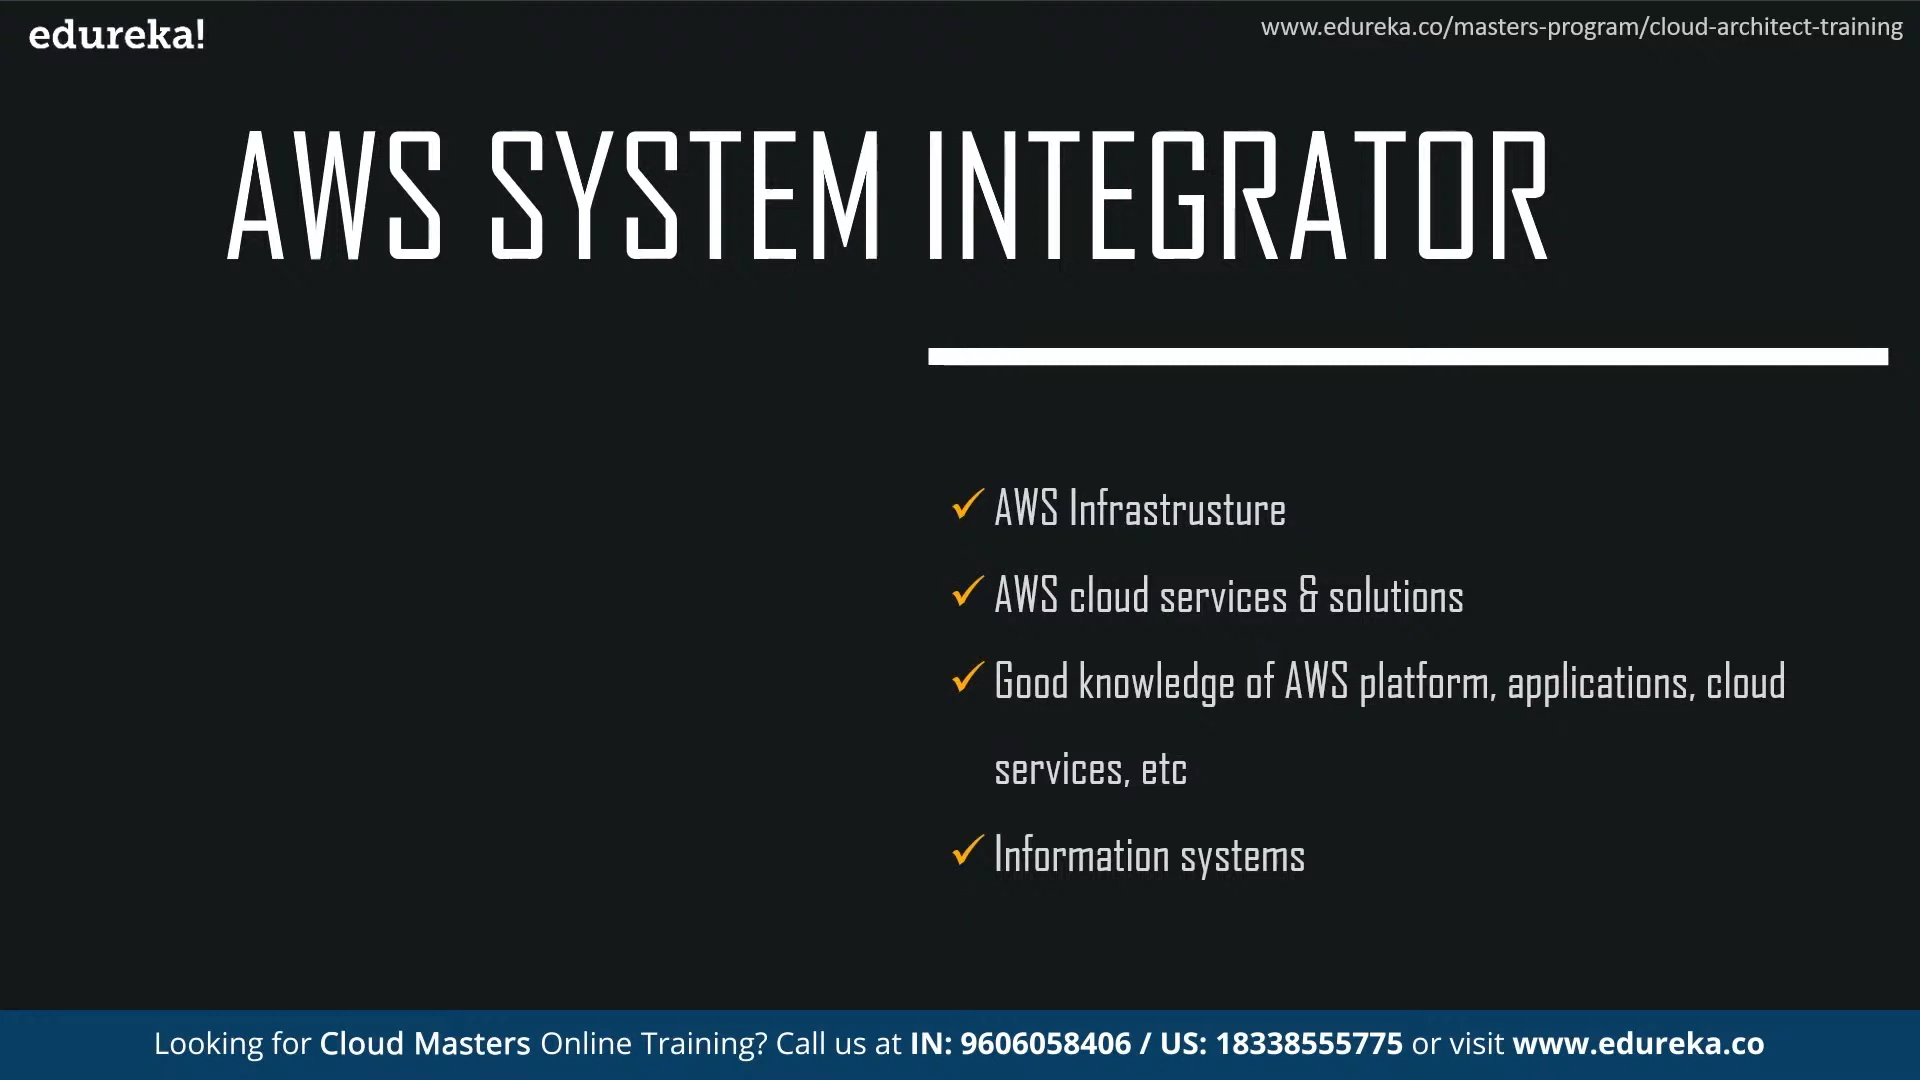 edureka!
www.edureka.co/masters-program/cloud-architect-training
AWS SYSTEM INTEGRATOR
✓ AWS Infrastrusture
✓ AWS cloud services & solutions
✓ Good knowledge of AWS platform, applications, cloud
services, etc
✓ Information systems
Looking for Cloud Masters Online Training? Call us at IN: 9606058406 / US: 18338555775 or visit www.edureka.co